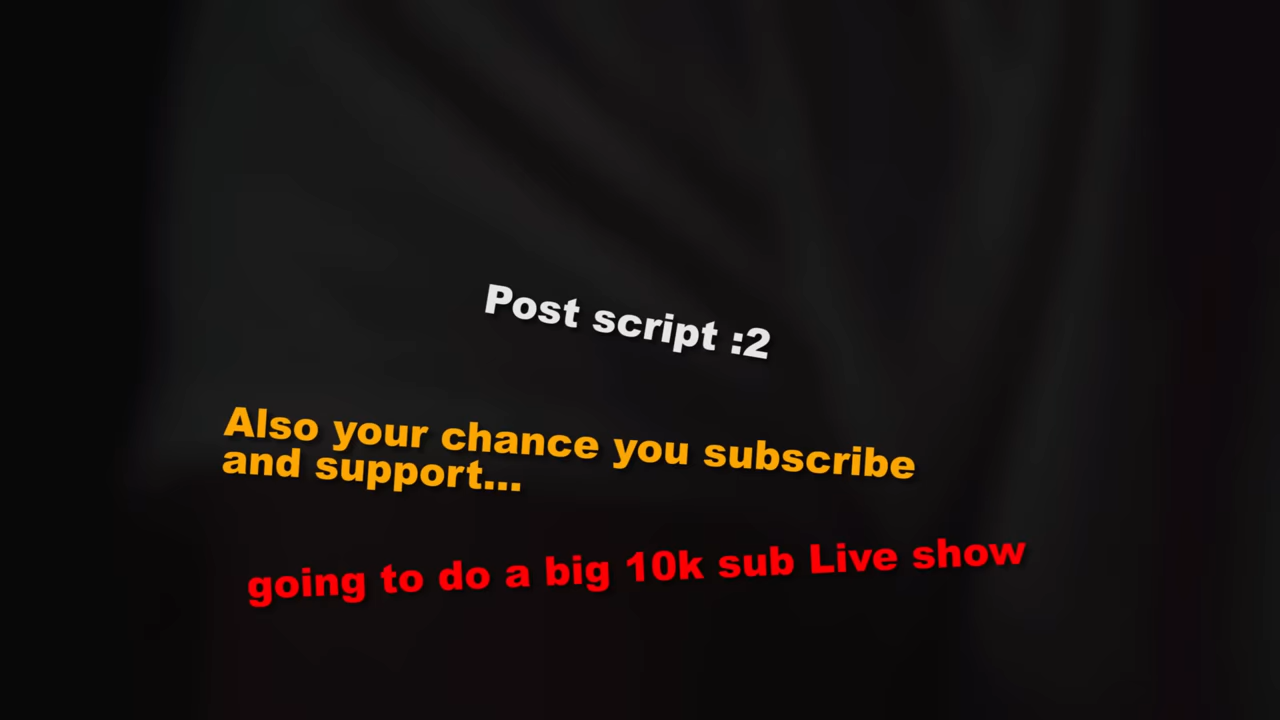 Post script :2
Also your chance you subscribe
and support...
going to do a big 10k sub Live show